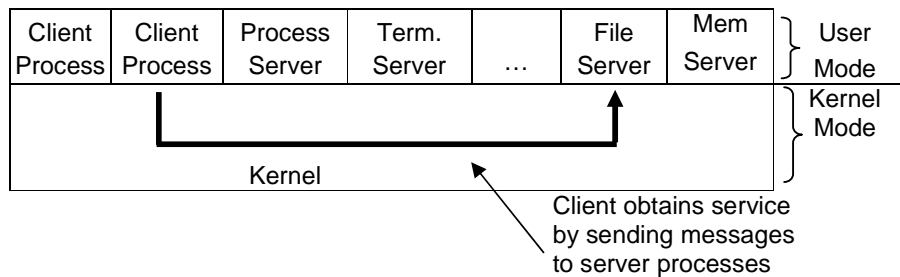 Client Process
Client Process
Process Server
Term. Server
…
File Server
Mem Server
User Mode
Kernel Mode
Kernel
Client obtains service
by sending messages
to server processes